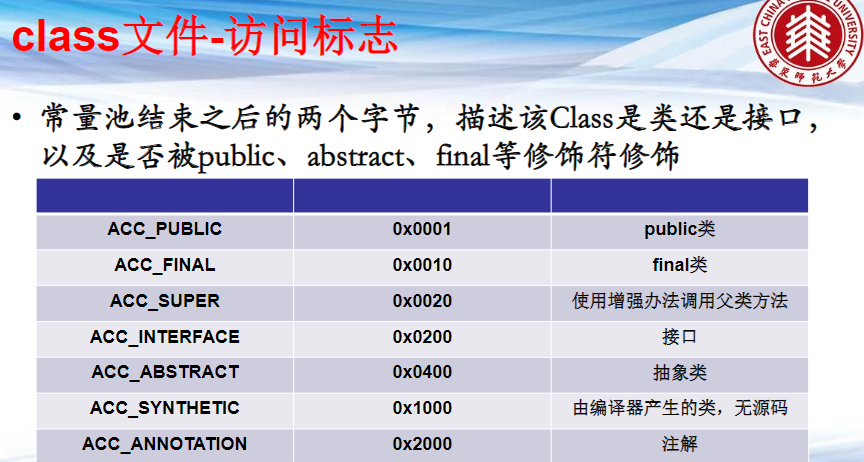 class文件-访问标志
EAST CHINA UNIVERSITY
华东师范大学
• 常量池结束之后的两个字节，描述该Class是类还是接口，
以及是否被public、abstract、final等修饰符修饰
ACC_PUBLIC 0x0001 public类
ACC_FINAL 0x0010 final类
ACC_SUPER 0x0020 使用增强办法调用父类方法
ACC_INTERFACE 0x0200 接口
ACC_ABSTRACT 0x0400 抽象类
ACC_SYNTHETIC 0x1000 由编译器产生的类，无源码
ACC_ANNOTATION 0x2000 注解